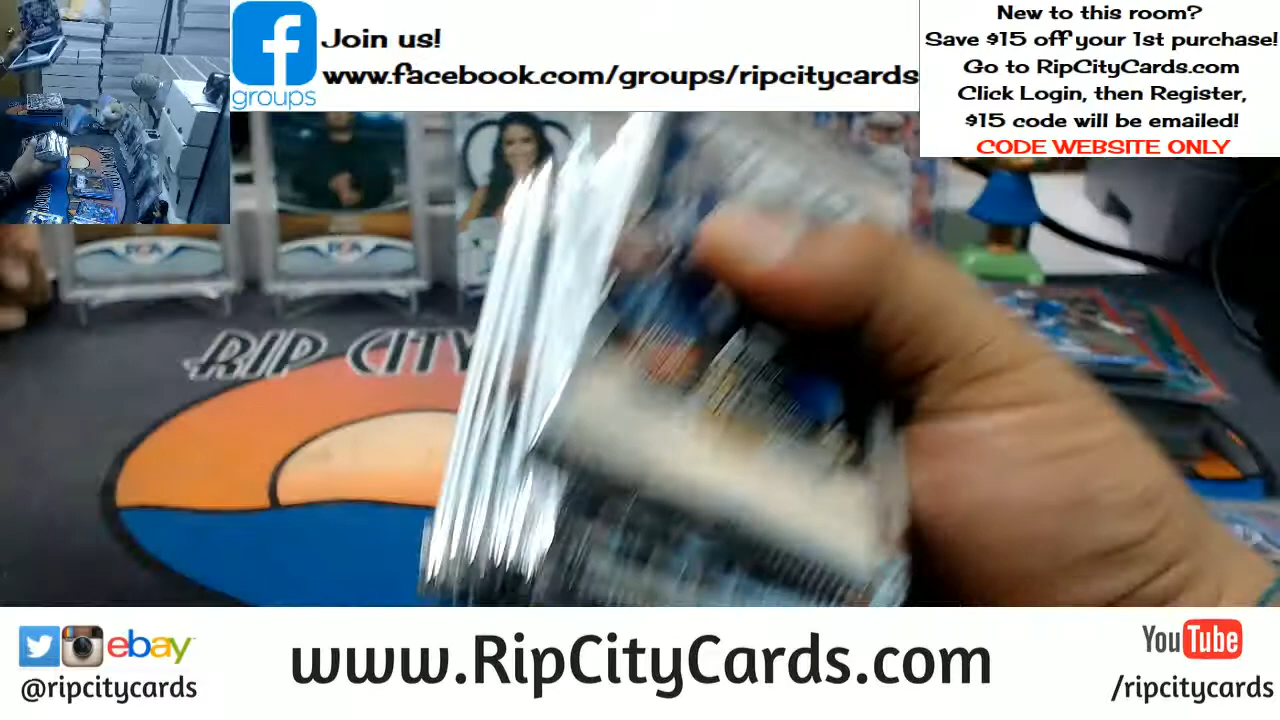 Join us!
www.facebook.com/groups/ripcitycards
groups
New to this room?
Save $15 off your 1st purchase!
Go to RipCityCards.com
Click Login, then Register,
$15 code will be emailed!
CODE WEBSITE ONLY
RIP CITY
ebay
@ripcitycards
www.RipCityCards.com
YouTube
/ripcitycards